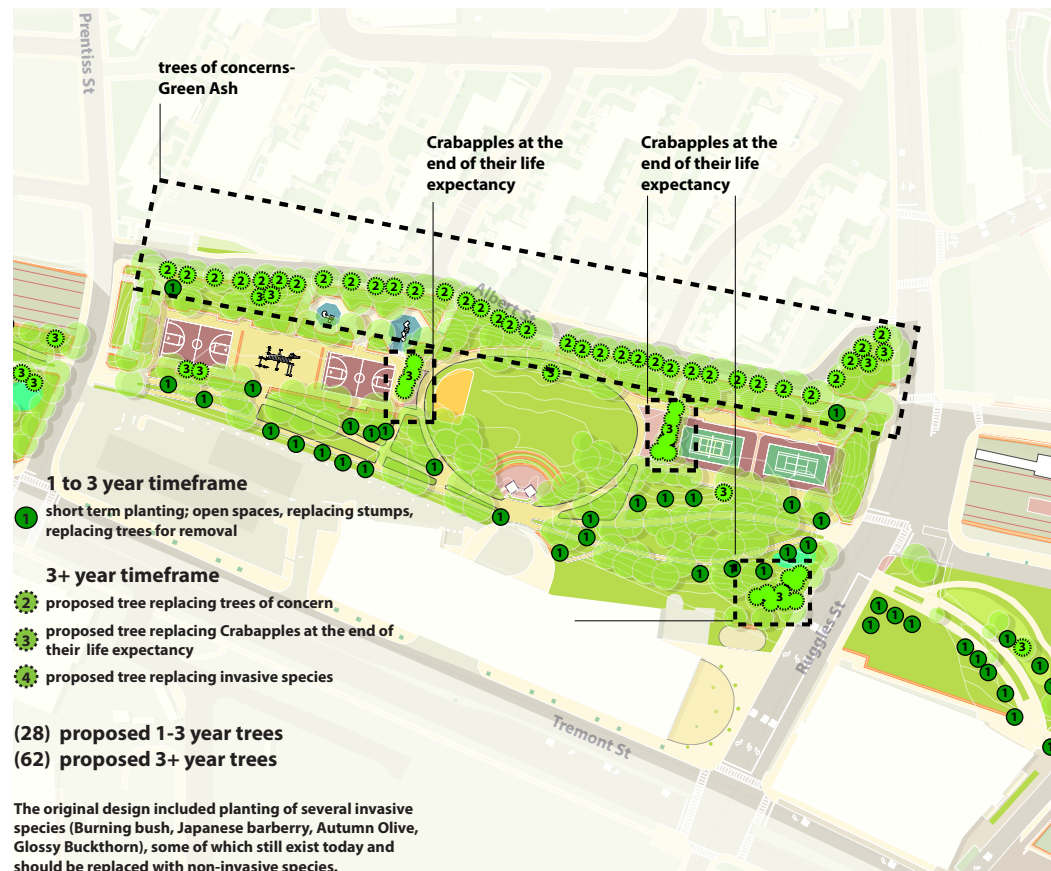 Prentiss St
trees of concerns-
Green Ash
Crabapples at the
end of their life
expectancy
Crabapples at the
end of their life
expectancy
Albert St
Ruggles St
Tremont St
1 to 3 year timeframe
1 short term planting; open spaces, replacing stumps,
replacing trees for removal
3+ year timeframe
2 proposed tree replacing trees of concern
3 proposed tree replacing Crabapples at the end of
their life expectancy
4 proposed tree replacing invasive species
(28) proposed 1-3 year trees
(62) proposed 3+ year trees
The original design included planting of several invasive
species (Burning bush, Japanese barberry, Autumn Olive,
Glossy Buckthorn), some of which still exist today and
should be replaced with non-invasive species.